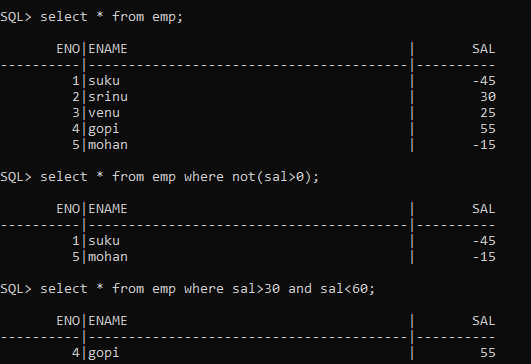 SQL> select * from emp;
ENO|ENAME | SAL
----------|----------------------------------------|----------
1|suku | -45
2|srinu | 30
3|venu | 25
4|gopi | 55
5|mohan | -15
SQL> select * from emp where not(sal>0);
ENO|ENAME | SAL
----------|----------------------------------------|----------
1|suku | -45
5|mohan | -15
SQL> select * from emp where sal>30 and sal<60;
ENO|ENAME | SAL
----------|----------------------------------------|----------
4|gopi | 55